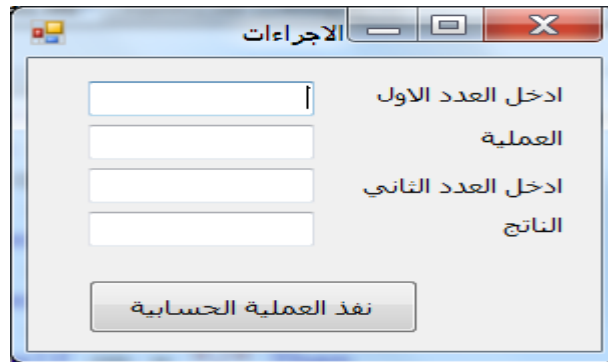 الاجراءات
ادخل العدد الاول
العملية
ادخل العدد الثاني
الناتج
نفذ العملية الحسابية